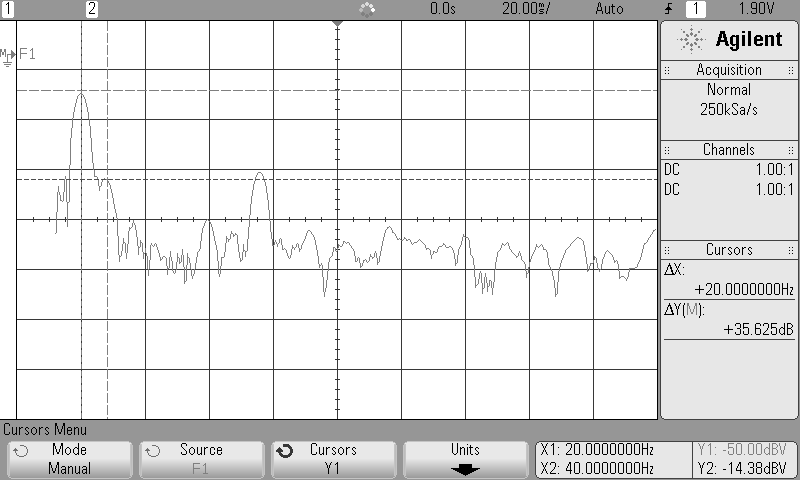 1 2 0.0s 20.00㎳/ Auto 1 1.90V
M F1
Agilent
Acquisition
Normal
250kSa/s
Channels
DC 1.00:1
DC 1.00:1
Cursors
ΔX:
+20.0000000Hz
ΔY(M):
+35.625dB
Cursors Menu
Mode
Manual
Source
F1
Cursors
Y1
Units
X1: 20.0000000Hz Y1: -50.00dBV
X2: 40.0000000Hz Y2: -14.38dBV